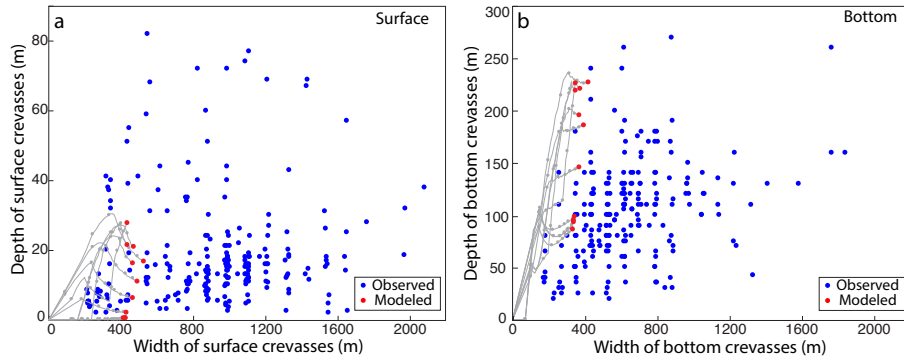 a
Surface
Depth of surface crevasses (m)
80
60
40
20
0
0
400
800
1200
1600
2000
Width of surface crevasses (m)
Observed
Modeled
b
Bottom
Depth of bottom crevasses (m)
300
250
200
150
100
50
0
0
400
800
1200
1600
2000
Width of bottom crevasses (m)
Observed
Modeled